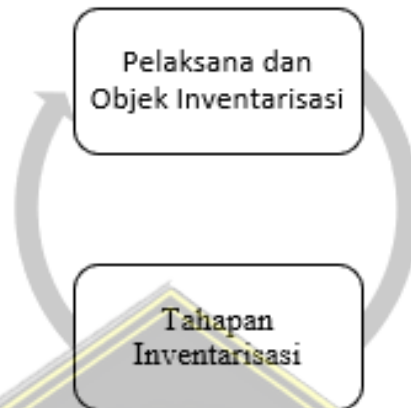 Pelaksana dan
Objek Inventarisasi
Tahapan
Inventarisasi